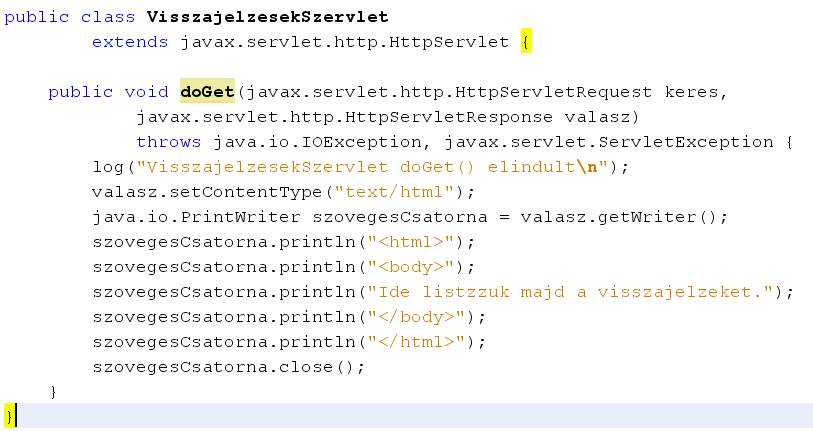 public class VisszajelzesekSzervlet
        extends javax.servlet.http.HttpServlet {
    public void doGet(javax.servlet.http.HttpServletRequest keres,
            javax.servlet.http.HttpServletResponse valasz)
            throws java.io.IOException, javax.servlet.ServletException {
        log("VisszajelzesekSzervlet doGet() elindult\n");
        valasz.setContentType("text/html");
        java.io.PrintWriter szovegesCsatorna = valasz.getWriter();
        szovegesCsatorna.println("<html>");
        szovegesCsatorna.println("<body>");
        szovegesCsatorna.println("Ide listzzuk majd a visszajelzeket.");
        szovegesCsatorna.println("</body>");
        szovegesCsatorna.println("</html>");
        szovegesCsatorna.close();
    }
}